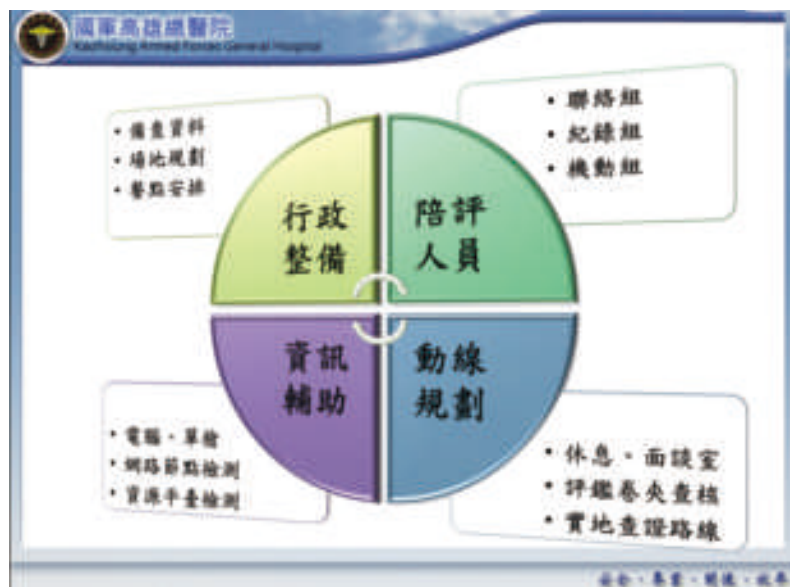 國軍高雄總醫院
Kaohsiung Armed Forces General Hospital
• 備查資料
• 場地規劃
• 餐點安排
• 聯絡組
• 紀錄組
• 機動組
行政
整備
陪評
人員
資訊
輔助
動線
規劃
• 電腦、單槍
• 網路節點檢測
• 資源平臺檢測
• 休息、面談室
• 評鑑卷夾查核
• 實地查證路線